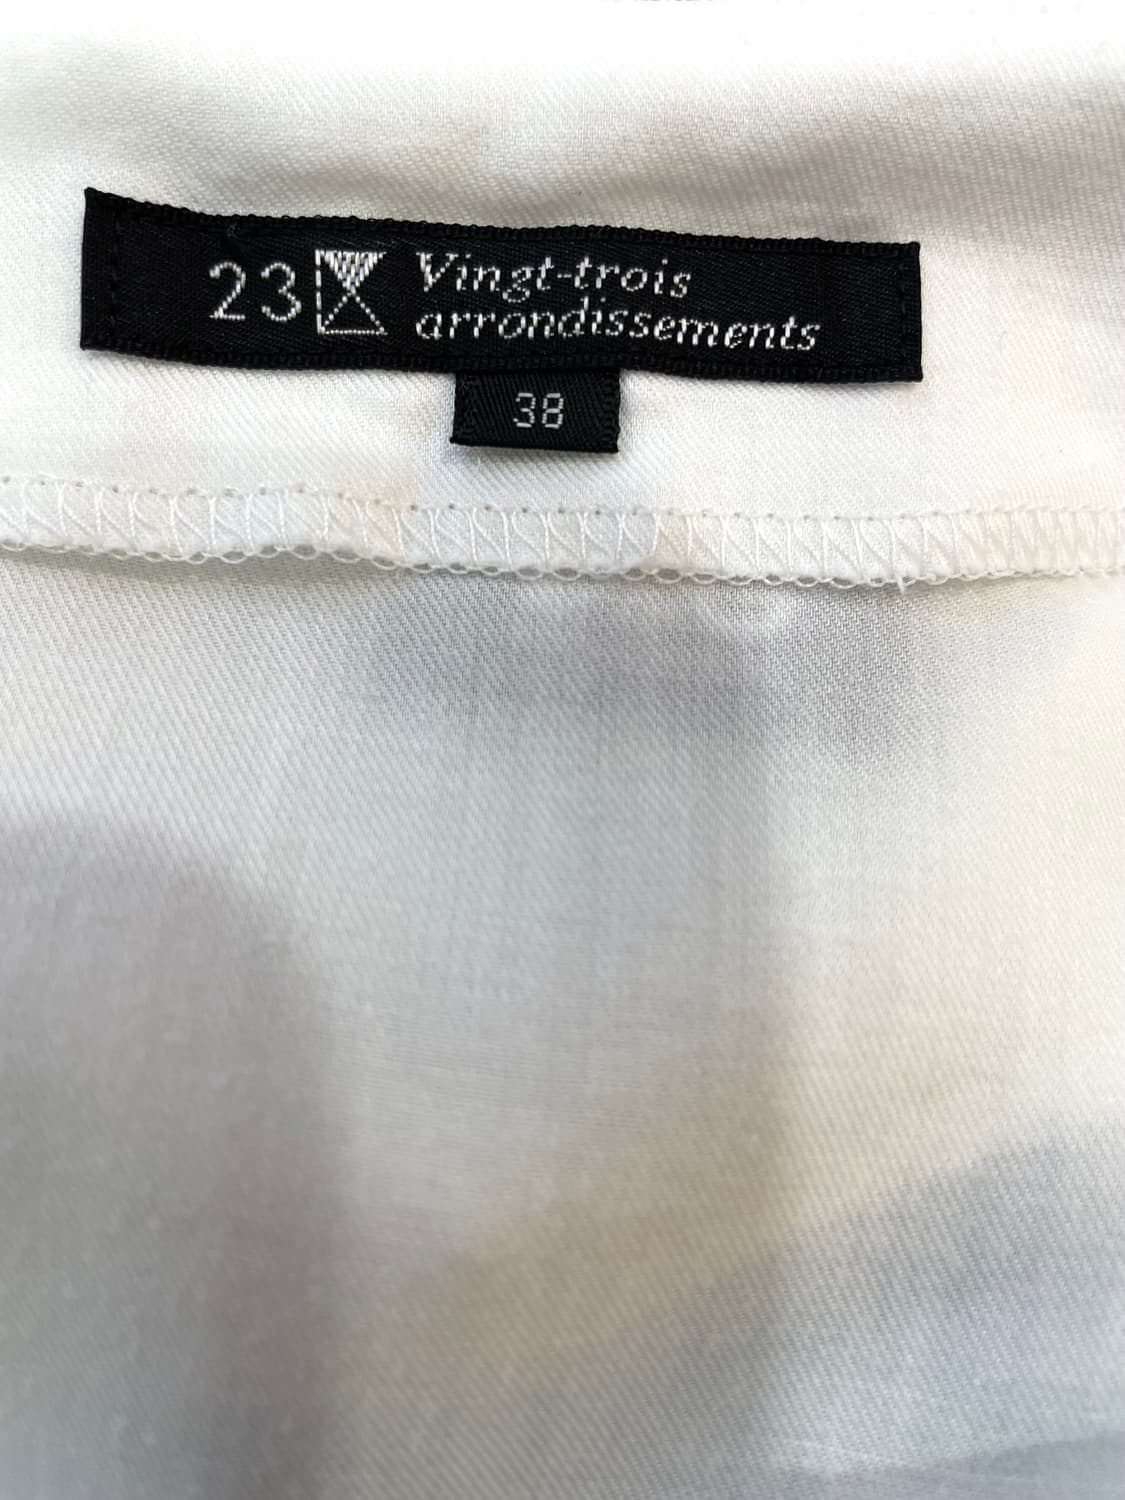 23 Vingt-trois
arrondissements
38